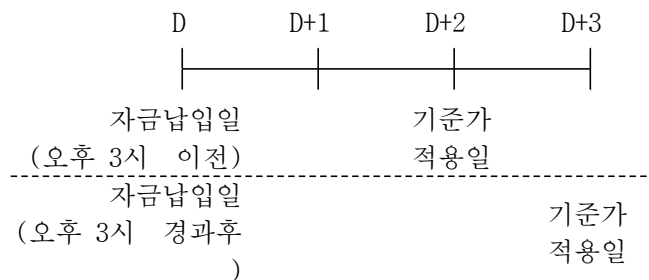 D D+1 D+2 D+3
자금납입일 기준가
(오후 3시 이전) 적용일
자금납입일
(오후 3시 경과후
)
기준가
적용일